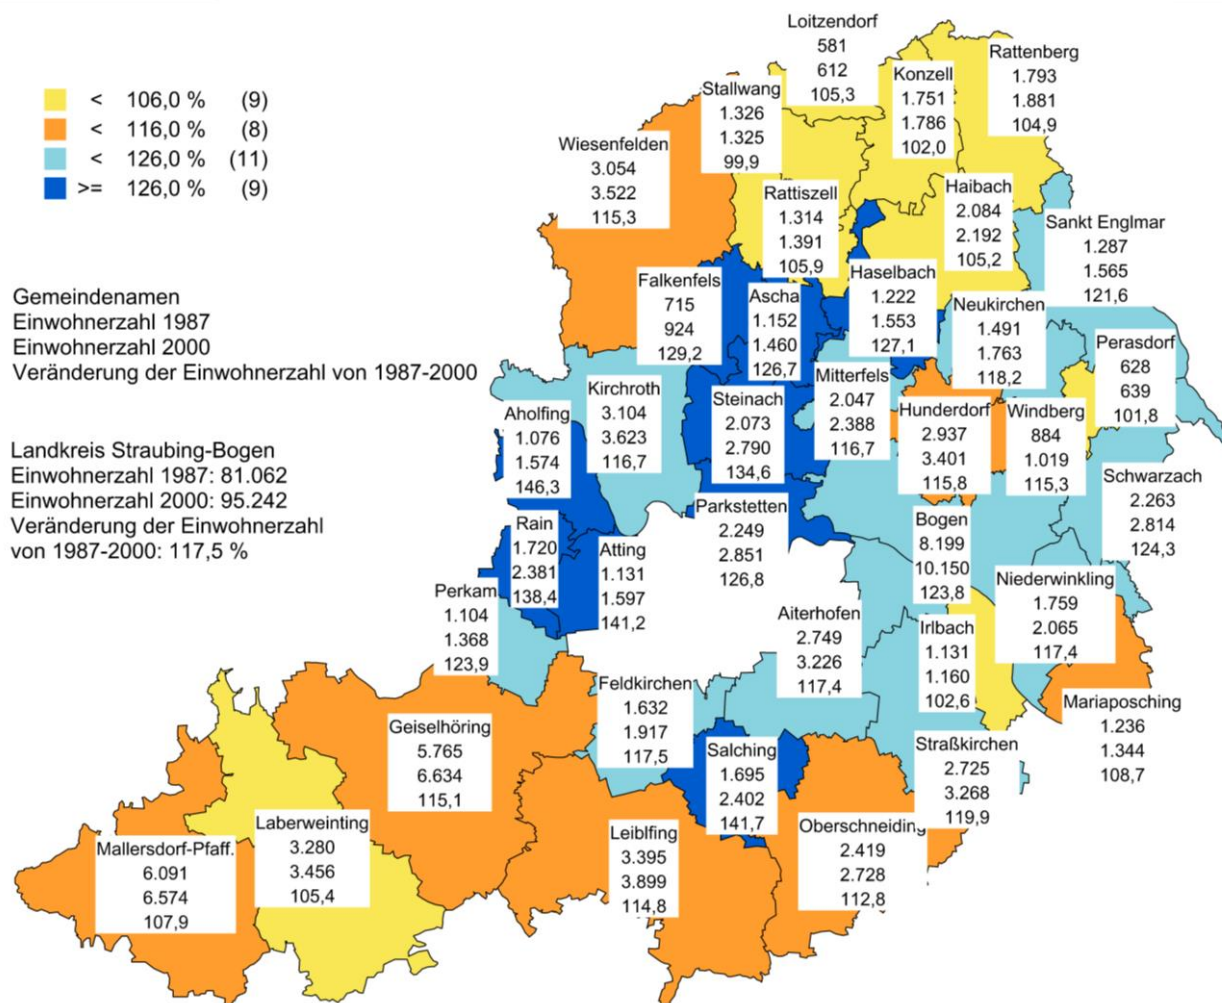 < 106,0 % (9)
< 116,0 % (8)
< 126,0 % (11)
>= 126,0 % (9)
Gemeindenamen
Einwohnerzahl 1987
Einwohnerzahl 2000
Veränderung der Einwohnerzahl von 1987-2000
Landkreis Straubing-Bogen
Einwohnerzahl 1987: 81.062
Einwohnerzahl 2000: 95.242
Veränderung der Einwohnerzahl
von 1987-2000: 117,5 %
Loitzendorf
581
612
105,3
Rattenberg
1.793
1.881
104,9
Konzell
1.751
1.786
102,0
Stallwang
1.326
1.325
99,9
Wiesenfelden
3.054
3.522
115,3
Rattiszell
1.314
1.391
105,9
Haibach
2.084
2.192
105,2
Sankt Englmar
1.287
1.565
121,6
Falkenfels
715
924
129,2
Ascha
1.152
1.460
126,7
Haselbach
1.222
1.553
127,1
Neukirchen
1.491
1.763
118,2
Perasdorf
628
639
101,8
Kirchroth
3.104
3.623
116,7
Steinach
2.073
2.790
134,6
Mitterfels
2.047
2.388
116,7
Hunderdorf
2.937
3.401
115,8
Windberg
884
1.019
115,3
Aholfing
1.076
1.574
146,3
Schwarzach
2.263
2.814
124,3
Parkstetten
2.249
2.851
126,8
Rain
1.720
2.381
138,4
Atting
1.131
1.597
141,2
Bogen
8.199
10.150
123,8
Niederwinkling
1.759
2.065
117,4
Perkam
1.104
1.368
123,9
Aiterhofen
2.749
3.226
117,4
Irlbach
1.131
1.160
102,6
Feldkirchen
1.632
1.917
117,5
Mariaposching
1.236
1.344
108,7
Geiselhöring
5.765
6.634
115,1
Salching
1.695
2.402
141,7
Straßkirchen
2.725
3.268
119,9
Laberweinting
3.280
3.456
105,4
Leiblfing
3.395
3.899
114,8
Oberschneiding
2.419
2.728
112,8
Mallersdorf-Pfaff.
6.091
6.574
107,9